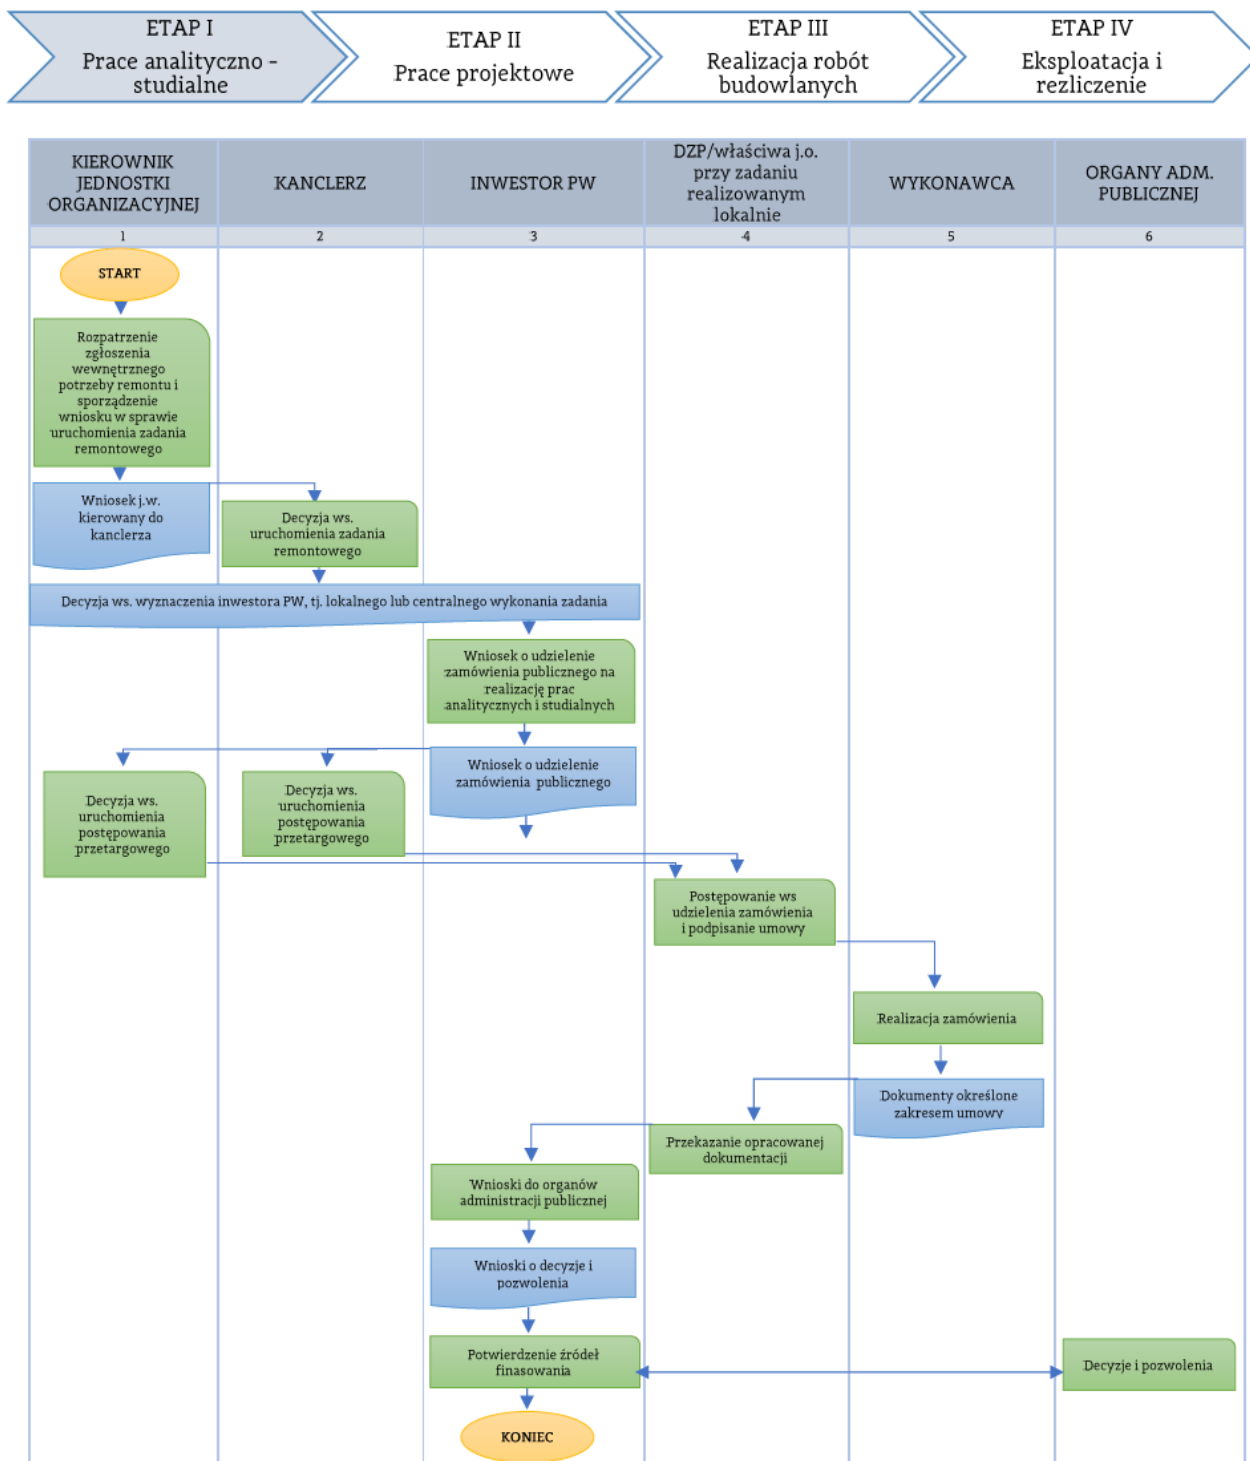 ETAP I
Prace analityczno -
studialne
ETAP II
Prace projektowe
ETAP III
Realizacja robót
budowlanych
ETAP IV
Eksploatacja i
rezliczenie
KIEROWNIK
JEDNOSTKI
ORGANIZACYJNEJ
KANCLERZ
INWESTOR PW
DZP/właściwa j.o.
przy zadaniu
realizowanym
lokalnie
WYKONAWCA
ORGANY ADM.
PUBLICZNEJ
1
2
3
4
5
6
START
Rozpatrzenie
zgłoszenia
wewnętrznego
potrzeby remontu i
sporządzenie
wniosku w sprawie
uruchomienia zadania
remontowego
Wniosek j.w.
kierowany do
kanclerza
Decyzja ws.
uruchomienia zadania
remontowego
Decyzja ws. wyznaczenia inwestora PW, tj. lokalnego lub centralnego wykonania zadania
Wniosek o udzielenie
zamówienia publicznego na
realizację prac
analitycznych i studialnych
Wniosek o udzielenie
zamówienia publicznego
Decyzja ws.
uruchomienia
postępowania
przetargowego
Decyzja ws.
uruchomienia
postępowania
przetargowego
Postępowanie ws
udzielenia zamówienia
i podpisanie umowy
Realizacja zamówienia
Dokumenty określone
zakresem umowy
Przekazanie opracowanej
dokumentacji
Wnioski do organów
administracji publicznej
Wnioski o decyzje i
pozwolenia
Potwierdzenie źródeł
finasowania
Decyzje i pozwolenia
KONIEC